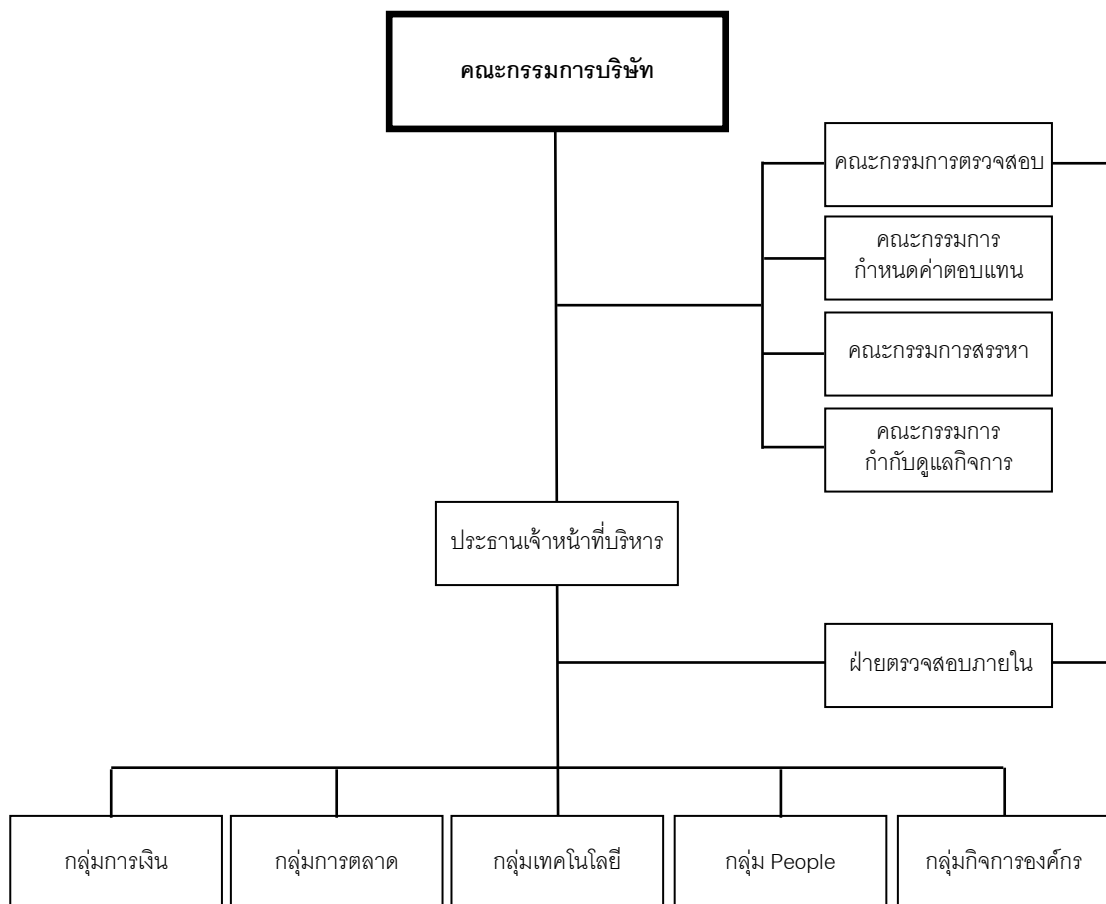 คณะกรรมการบริษัท
คณะกรรมการตรวจสอบ
คณะกรรมการ
กำหนดค่าตอบแทน
คณะกรรมการสรรหา
คณะกรรมการ
กำกับดูแลกิจการ
ประธานเจ้าหน้าที่บริหาร
ฝ่ายตรวจสอบภายใน
กลุ่มการเงิน
กลุ่มการตลาด
กลุ่มเทคโนโลยี
กลุ่ม People
กลุ่มกิจการองค์กร